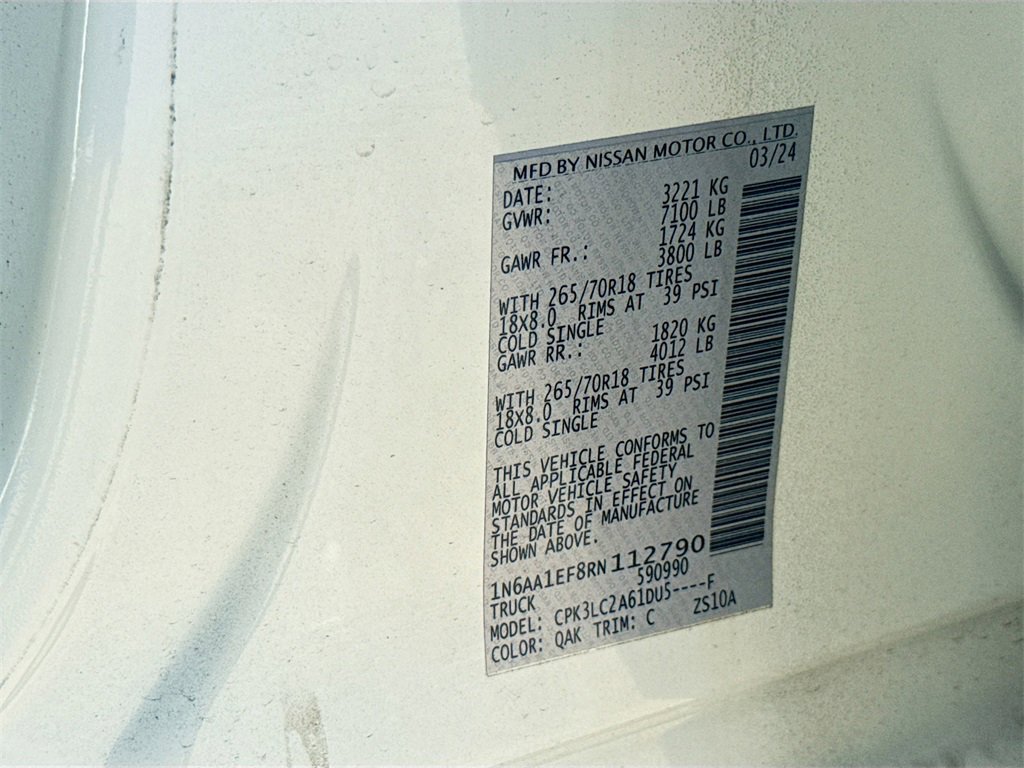 MFD BY NISSAN MOTOR CO., LTD.
DATE: 03/24
GVWR: 3221 KG
7100 LB
GAWR FR.: 1724 KG
3800 LB
WITH 265/70R18 TIRES
18X8.0 RIMS AT 39 PSI
COLD SINGLE
GAWR RR.: 1820 KG
4012 LB
WITH 265/70R18 TIRES
18X8.0 RIMS AT 39 PSI
COLD SINGLE
THIS VEHICLE CONFORMS TO
ALL APPLICABLE FEDERAL
MOTOR VEHICLE SAFETY
STANDARDS IN EFFECT ON
THE DATE OF MANUFACTURE
SHOWN ABOVE.
1N6AA1EF8RN112790
TRUCK 590990
MODEL: CPK3LC2A61DU5----F
COLOR: QAK TRIM: C ZS10A